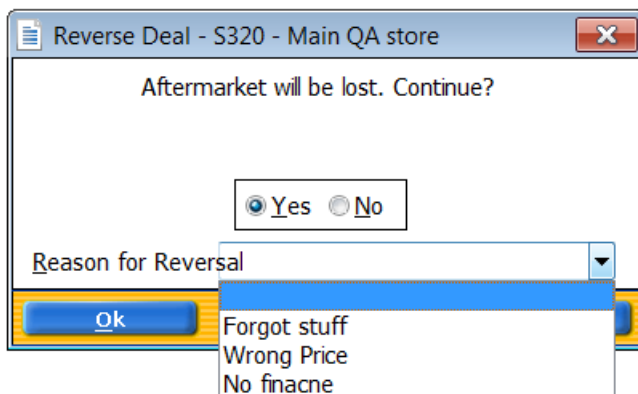 Reverse Deal - S320 - Main QA store
Aftermarket will be lost. Continue?
Yes No
Reason for Reversal
Ok
Forgot stuff
Wrong Price
No finacne